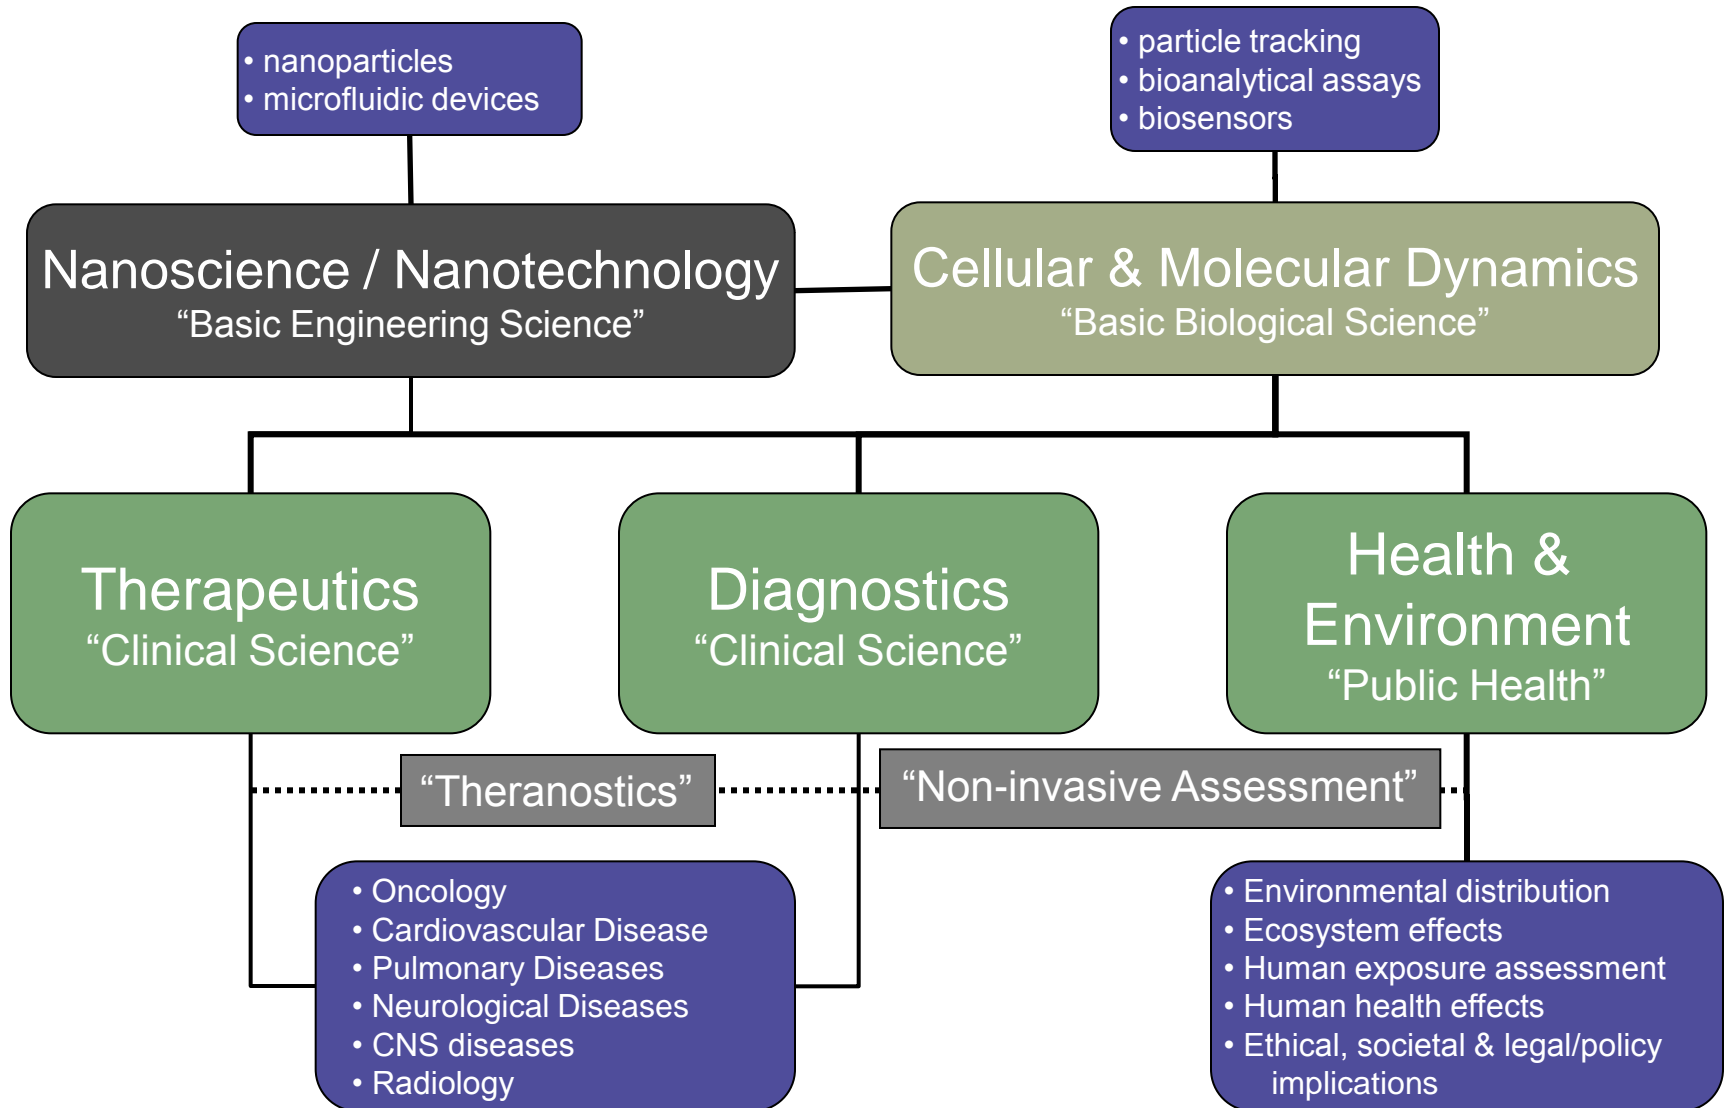 • nanoparticles
• microfluidic devices
• particle tracking
• bioanalytical assays
• biosensors
Nanoscience / Nanotechnology
“Basic Engineering Science”
Cellular & Molecular Dynamics
“Basic Biological Science”
Therapeutics
“Clinical Science”
Diagnostics
“Clinical Science”
Health &
Environment
“Public Health”
“Theranostics”
“Non-invasive Assessment”
• Oncology
• Cardiovascular Disease
• Pulmonary Diseases
• Neurological Diseases
• CNS diseases
• Radiology
• Environmental distribution
• Ecosystem effects
• Human exposure assessment
• Human health effects
• Ethical, societal & legal/policy
implications